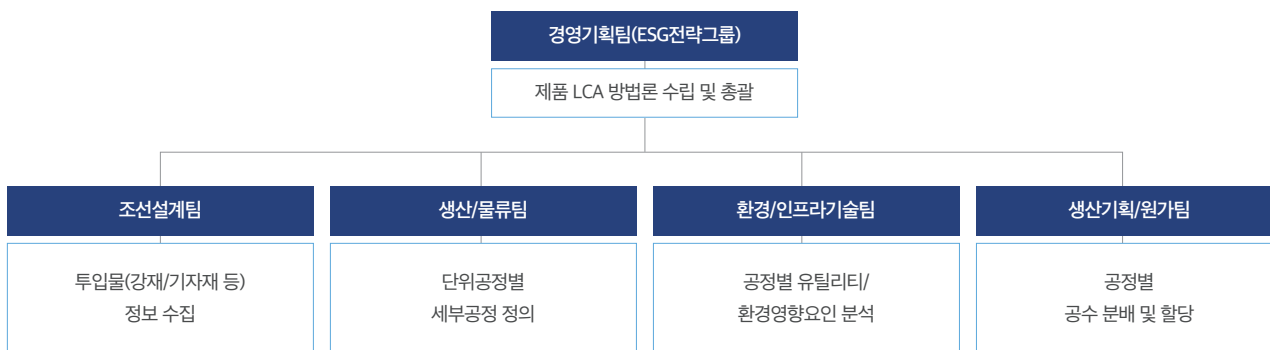 경영기획팀(ESG전략그룹)
제품 LCA 방법론 수립 및 총괄
조선설계팀
투입물(강재/기자재 등)
정보 수집
생산/물류팀
단위공정별
세부공정 정의
환경/인프라기술팀
공정별 유틸리티/
환경영향요인 분석
생산기획/원가팀
공정별
공수 분배 및 할당